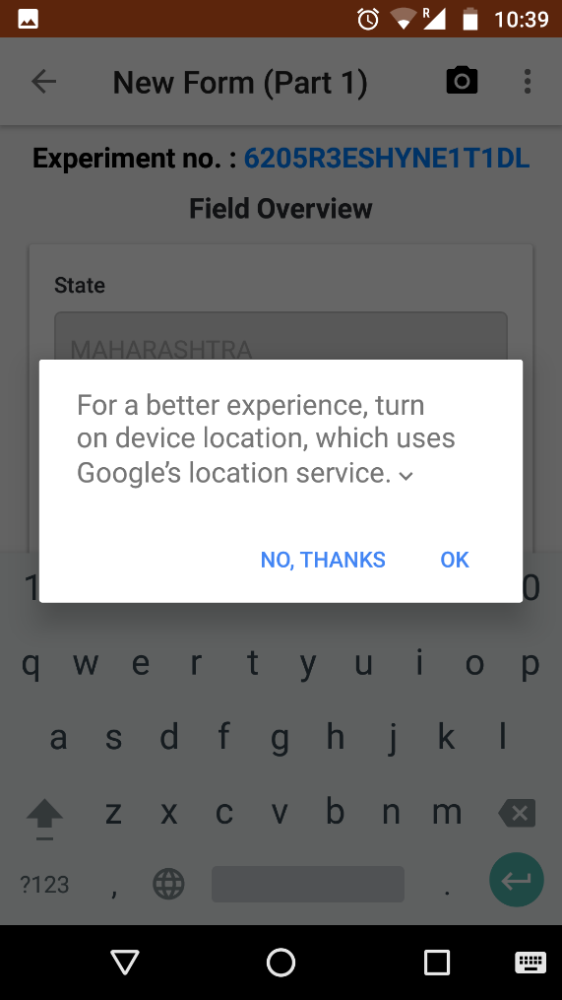 R
10:39
New Form (Part 1)
Experiment no. : 6205R3ESHYNE1T1DL
Field Overview
State
MAHARASHTRA
For a better experience, turn
on device location, which uses
Google’s location service.
NO, THANKS OK
1 0
q w e r t y u i o p
a s d f g h j k l
z x c v b n m
?123 , .